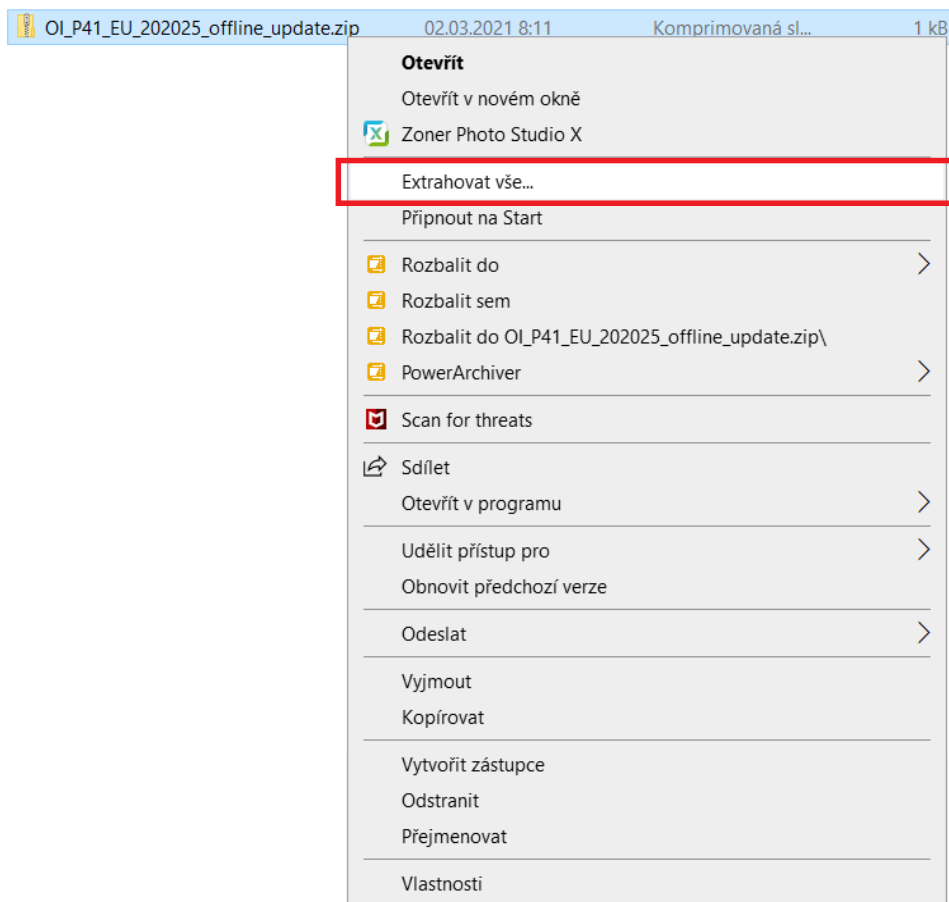 OI_P41_EU_202025_offline_update.zip 02.03.2021 8:11 Komprimovaná sl... 1 kB
Otevřít
Otevřít v novém okně
Zoner Photo Studio X
Extrahovat vše...
Připnout na Start
Rozbalit do
Rozbalit sem
Rozbalit do OI_P41_EU_202025_offline_update.zip\
PowerArchiver
Scan for threats
Sdílet
Otevřít v programu
Udělit přístup pro
Obnovit předchozí verze
Odeslat
Vyjmout
Kopírovat
Vytvořit zástupce
Odstranit
Přejmenovat
Vlastnosti